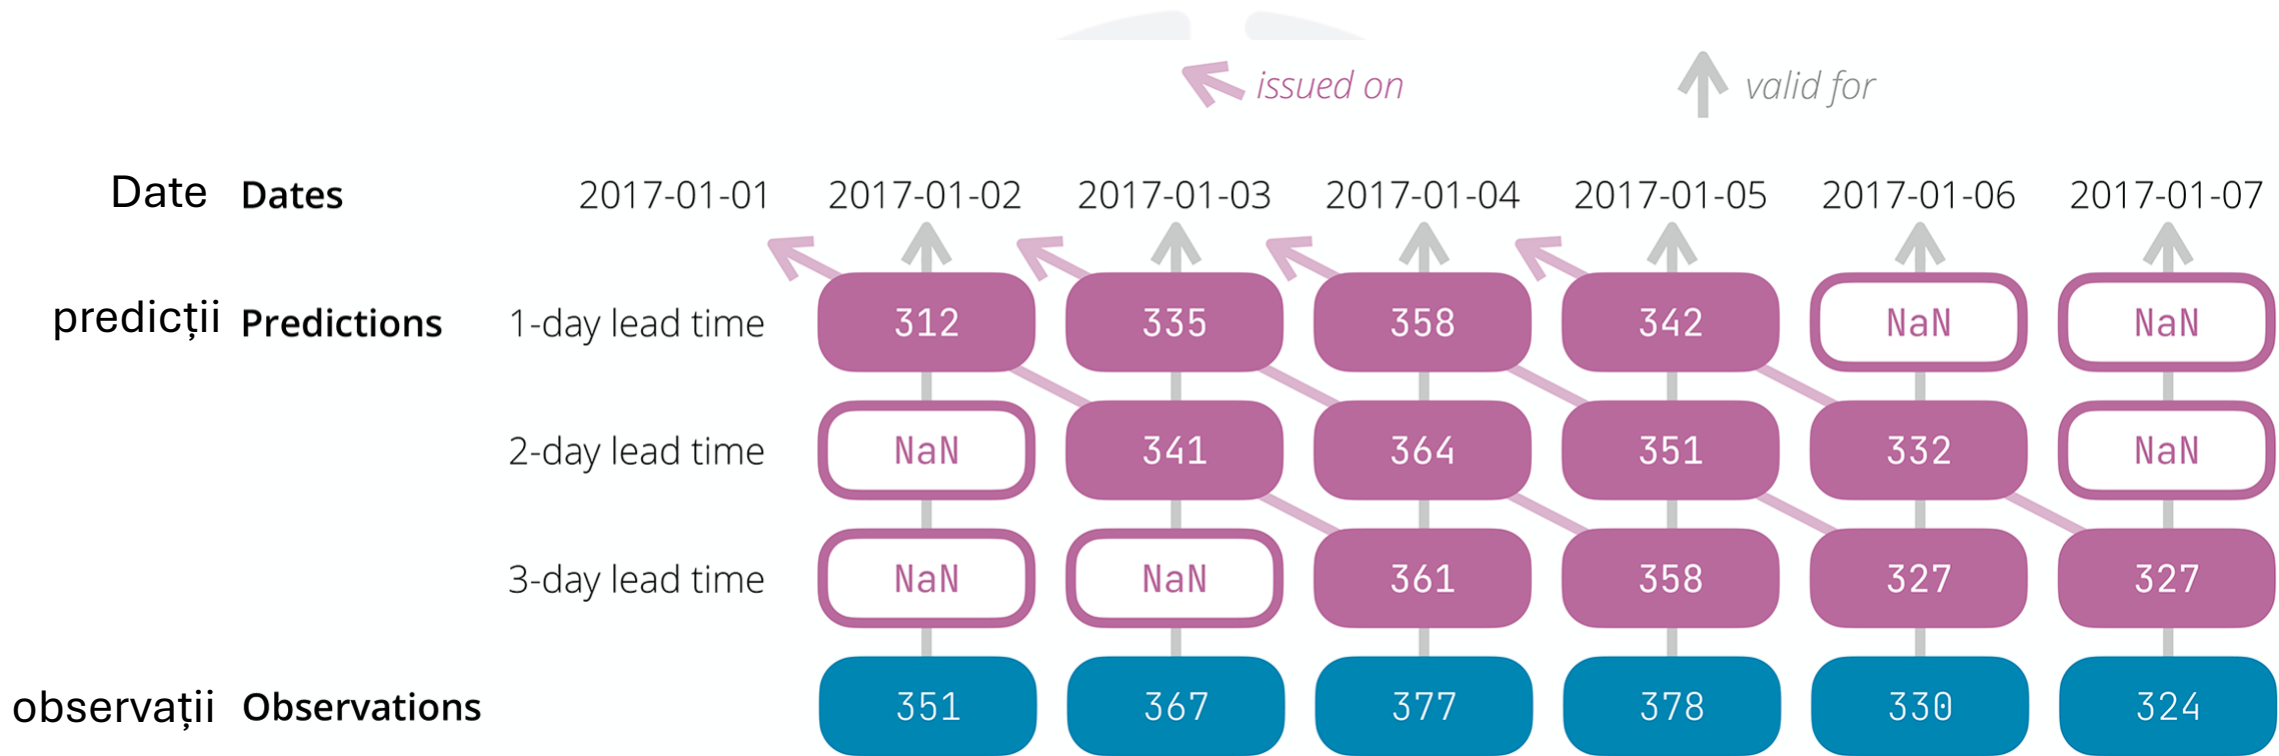 issued on valid for
Date Dates 2017-01-01 2017-01-02 2017-01-03 2017-01-04 2017-01-05 2017-01-06 2017-01-07
predicții Predictions 1-day lead time 312 335 358 342 NaN NaN
2-day lead time NaN 341 364 351 332 NaN
3-day lead time NaN NaN 361 358 327 327
observații Observations 351 367 377 378 330 324